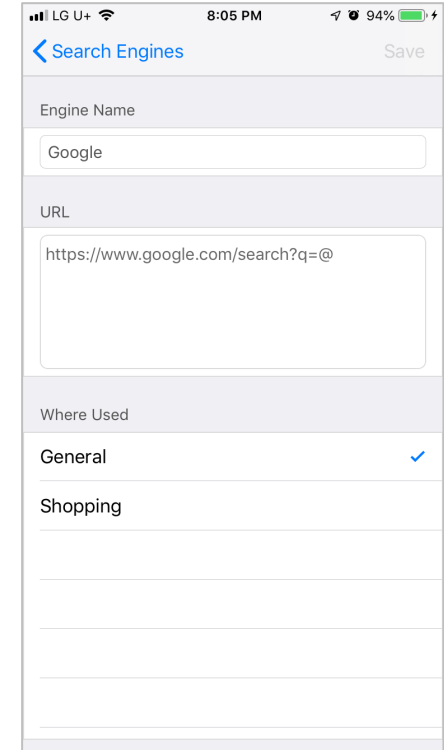 LG U+ 8:05 PM 94%
Search Engines Save
Engine Name
Google
URL
https://www.google.com/search?q=@
Where Used
General
Shopping